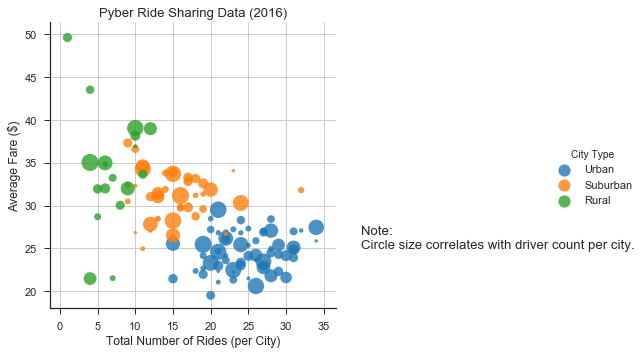 Pyber Ride Sharing Data (2016)
50
45
40
35
30
25
20
Average Fare ($)
0
5
10
15
20
25
30
35
Total Number of Rides (per City)
City Type
Urban
Suburban
Rural
Note:
Circle size correlates with driver count per city.